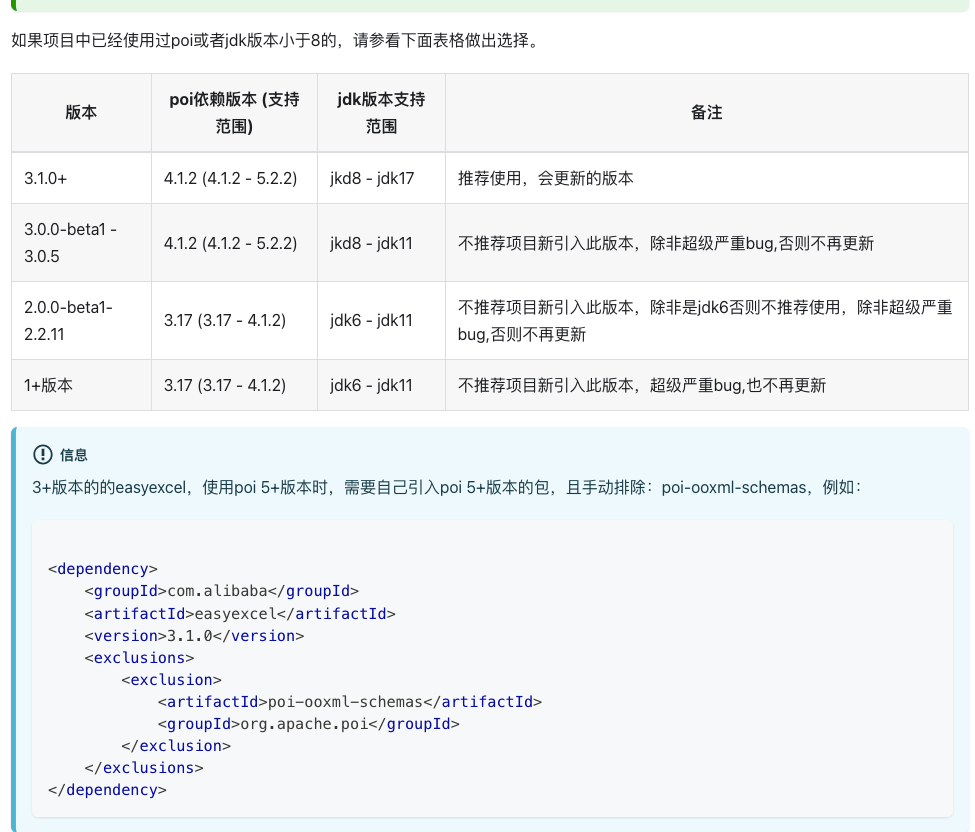 如果项目中已经使用过poi或者jdk版本小于8的，请参看下面表格做出选择。
版本
poi依赖版本 (支持
范围)
jdk版本支持
范围
备注
3.1.0+
4.1.2 (4.1.2 - 5.2.2)
jkd8 - jdk17
推荐使用，会更新的版本
3.0.0-beta1 -
3.0.5
4.1.2 (4.1.2 - 5.2.2)
jkd8 - jdk11
不推荐项目新引入此版本，除非超级严重bug,否则不再更新
2.0.0-beta1-
2.2.11
3.17 (3.17 - 4.1.2)
jdk6 - jdk11
不推荐项目新引入此版本，除非是jdk6否则不推荐使用，除非超级严重
bug,否则不再更新
1+版本
3.17 (3.17 - 4.1.2)
jdk6 - jdk11
不推荐项目新引入此版本，超级严重bug,也不再更新
信息
3+版本的的easyexcel，使用poi 5+版本时，需要自己引入poi 5+版本的包，且手动排除：poi-ooxml-schemas，例如：
<dependency>
    <groupId>com.alibaba</groupId>
    <artifactId>easyexcel</artifactId>
    <version>3.1.0</version>
    <exclusions>
        <exclusion>
            <artifactId>poi-ooxml-schemas</artifactId>
            <groupId>org.apache.poi</groupId>
        </exclusion>
    </exclusions>
</dependency>